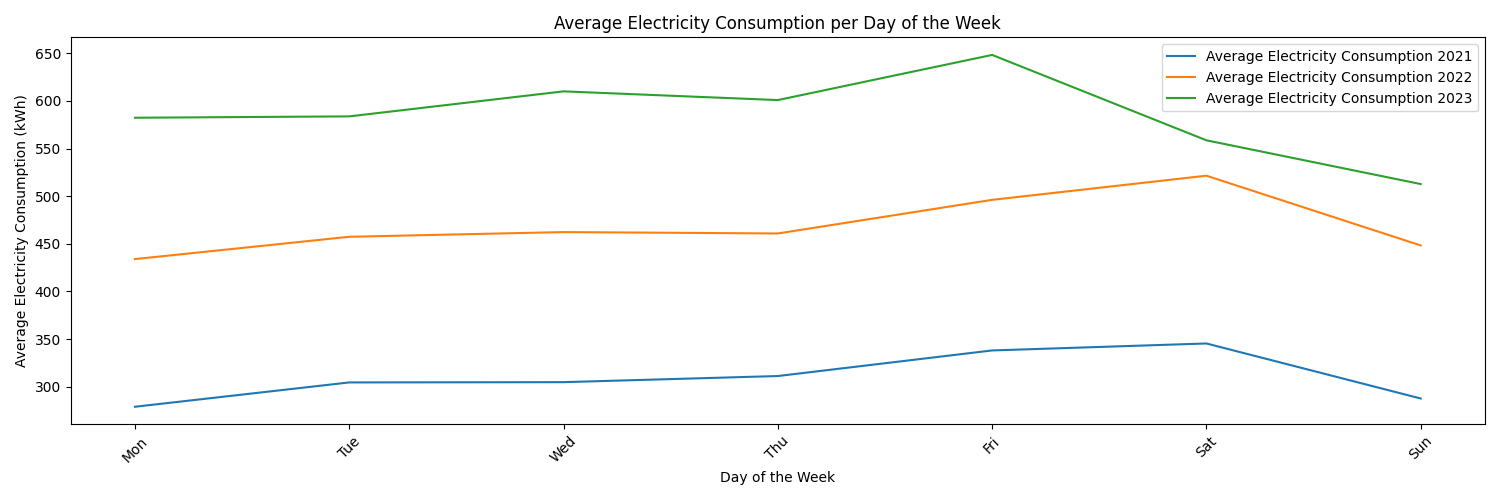 Average Electricity Consumption per Day of the Week
Average Electricity Consumption (kWh)
650
600
550
500
450
400
350
300
Average Electricity Consumption 2021
Average Electricity Consumption 2022
Average Electricity Consumption 2023
Mon
Tue
Wed
Thu
Fri
Sat
Sun
Day of the Week